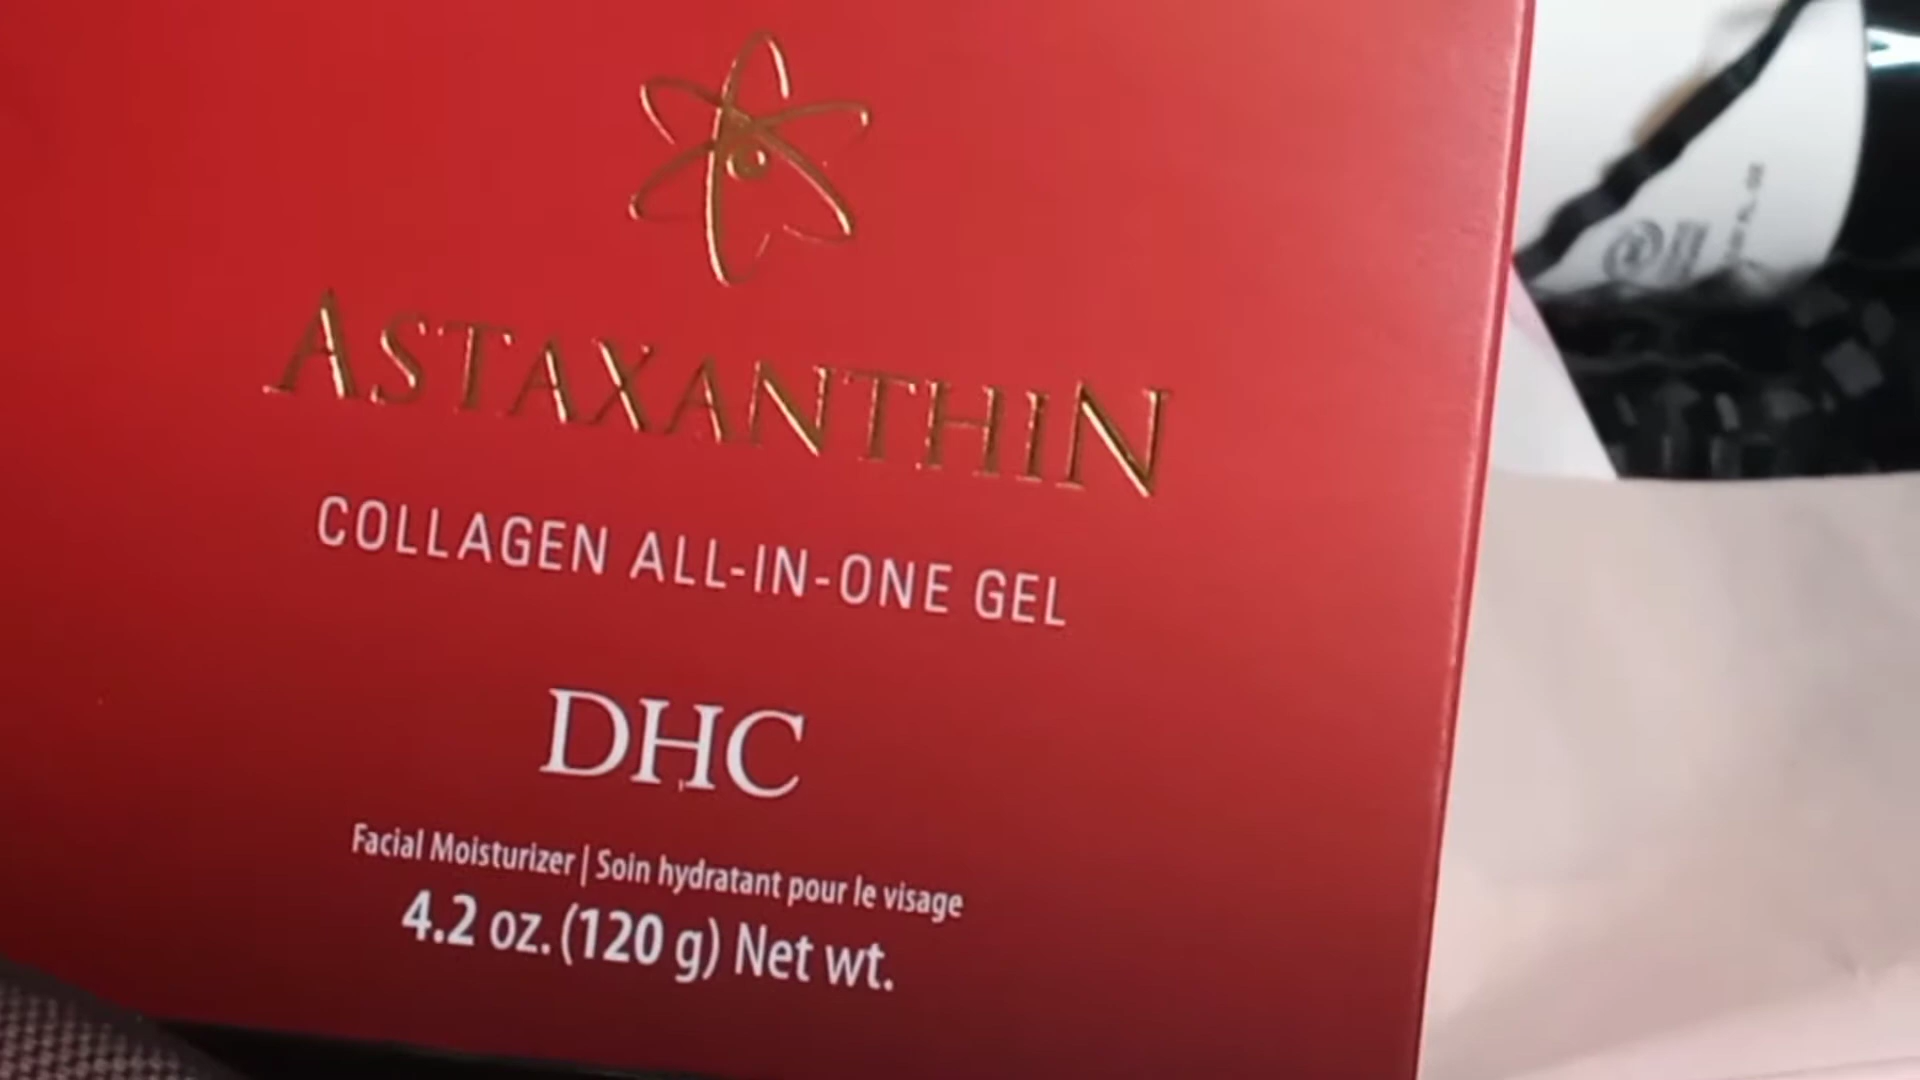 ASTAXANTHIN
COLLAGEN ALL-IN-ONE GEL
DHC
Facial Moisturizer | Soin hydratant pour le visage
4.2 oz. (120 g) Net wt.